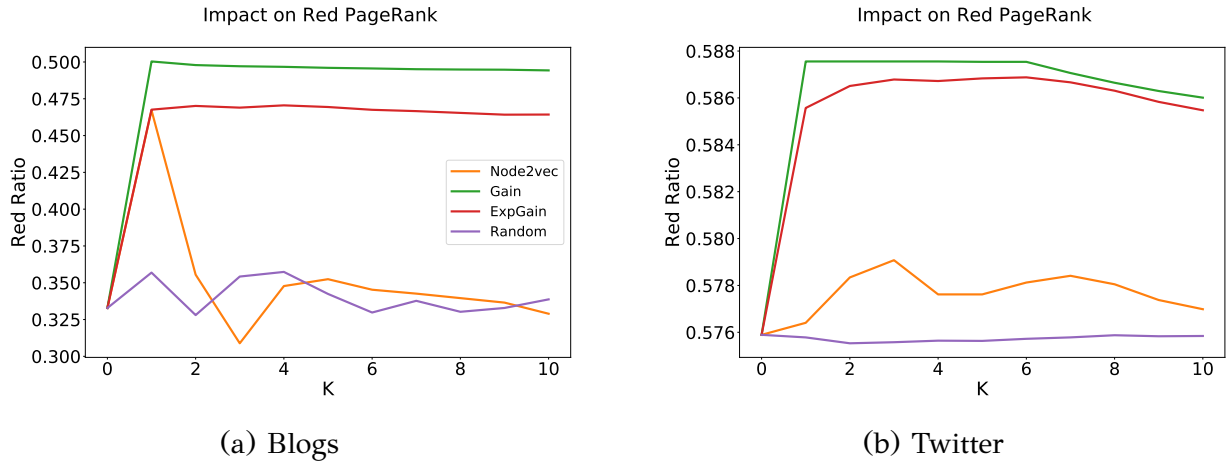 Impact on Red PageRank
0.500
0.475
0.450
0.425
0.400
0.375
0.350
0.325
0.300
Red Ratio
Node2vec
Gain
ExpGain
Random
0 2 4 6 8 10
K
(a) Blogs
Impact on Red PageRank
0.588
0.586
0.584
0.582
0.580
0.578
0.576
Red Ratio
0 2 4 6 8 10
K
(b) Twitter